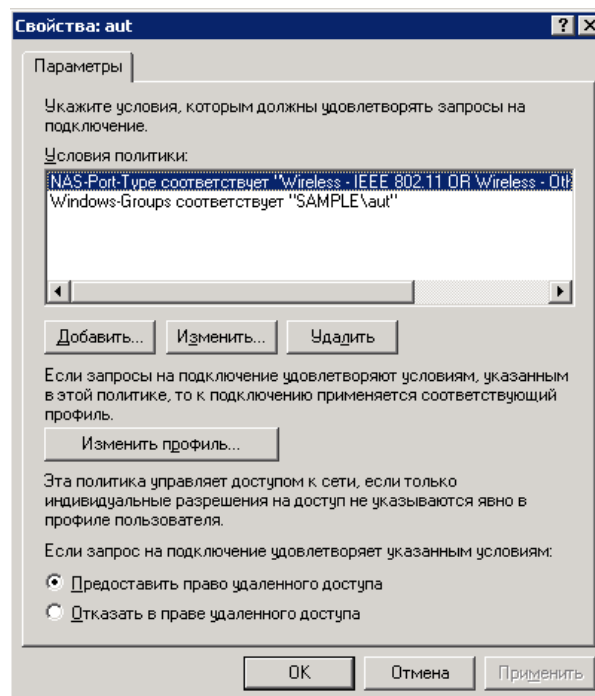 Свойства: aut
Параметры
Укажите условия, которым должны удовлетворять запросы на
подключение.
Условия политики:
NAS-Port-Type соответствует "Wireless - IEEE 802.11 OR Wireless - Oth
Windows-Groups соответствует "SAMPLE\aut"
Добавить... Изменить... Удалить
Если запросы на подключение удовлетворяют условиям, указанным
в этой политике, то к подключению применяется соответствующий
профиль.
Изменить профиль...
Эта политика управляет доступом к сети, если только
индивидуальные разрешения на доступ не указываются явно в
профиле пользователя.
Если запрос на подключение удовлетворяет указанным условиям:
Предоставить право удаленного доступа
Отказать в праве удаленного доступа
OK Отмена Применить